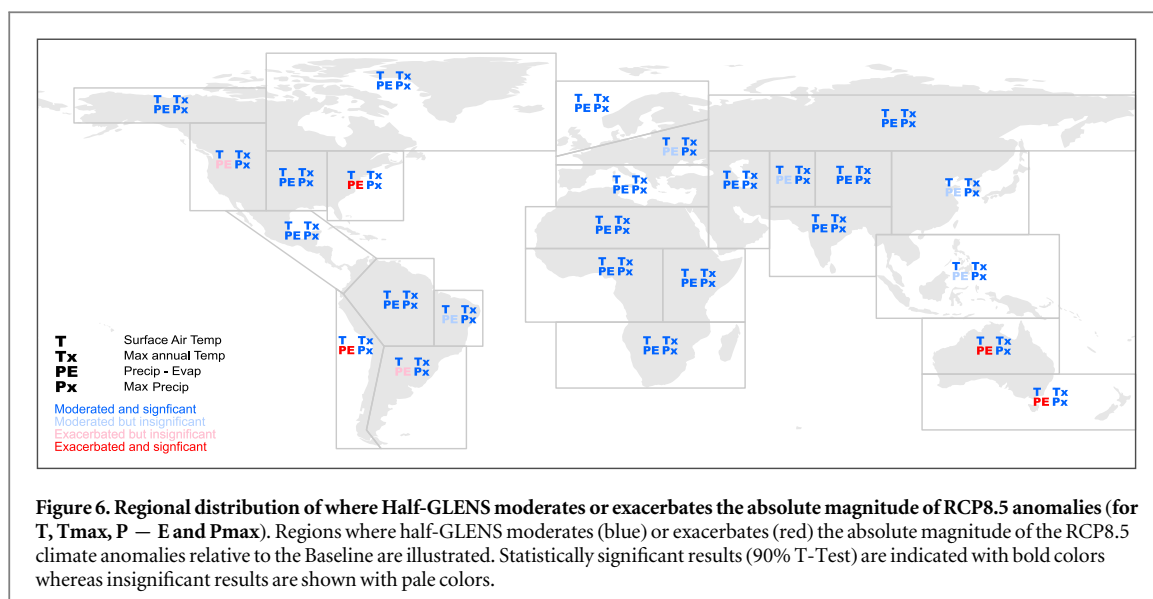 T Tx
PE Px
T Tx
PE Px
T Tx
PE Px
T Tx
PE Px
T Tx
PE Px
T Tx
PE Px
T Tx
PE Px
T Tx
PE Px
T Tx
PE Px
T Tx
PE Px
T Tx
PE Px
T Tx
PE Px
T Tx
PE Px
T Tx
PE Px
T Tx
PE Px
T Tx
PE Px
T Tx
PE Px
T Tx
PE Px
T Tx
PE Px
T Tx
PE Px
T Tx
PE Px
T Tx
PE Px
T Tx
PE Px
T Tx
PE Px
T Tx
PE Px
T Tx
PE Px
T Surface Air Temp
Tx Max annual Temp
PE Precip - Evap
Px Max Precip
Moderated and signficant
Moderated but insignificant
Exacerbated but insignificant
Exacerbated and signficant
Figure 6. Regional distribution of where Half-GLENS moderates or exacerbates the absolute magnitude of RCP8.5 anomalies (for
T, Tmax, P − E and Pmax). Regions where half-GLENS moderates (blue) or exacerbates (red) the absolute magnitude of the RCP8.5
climate anomalies relative to the Baseline are illustrated. Statistically significant results (90% T-Test) are indicated with bold colors
whereas insignificant results are shown with pale colors.